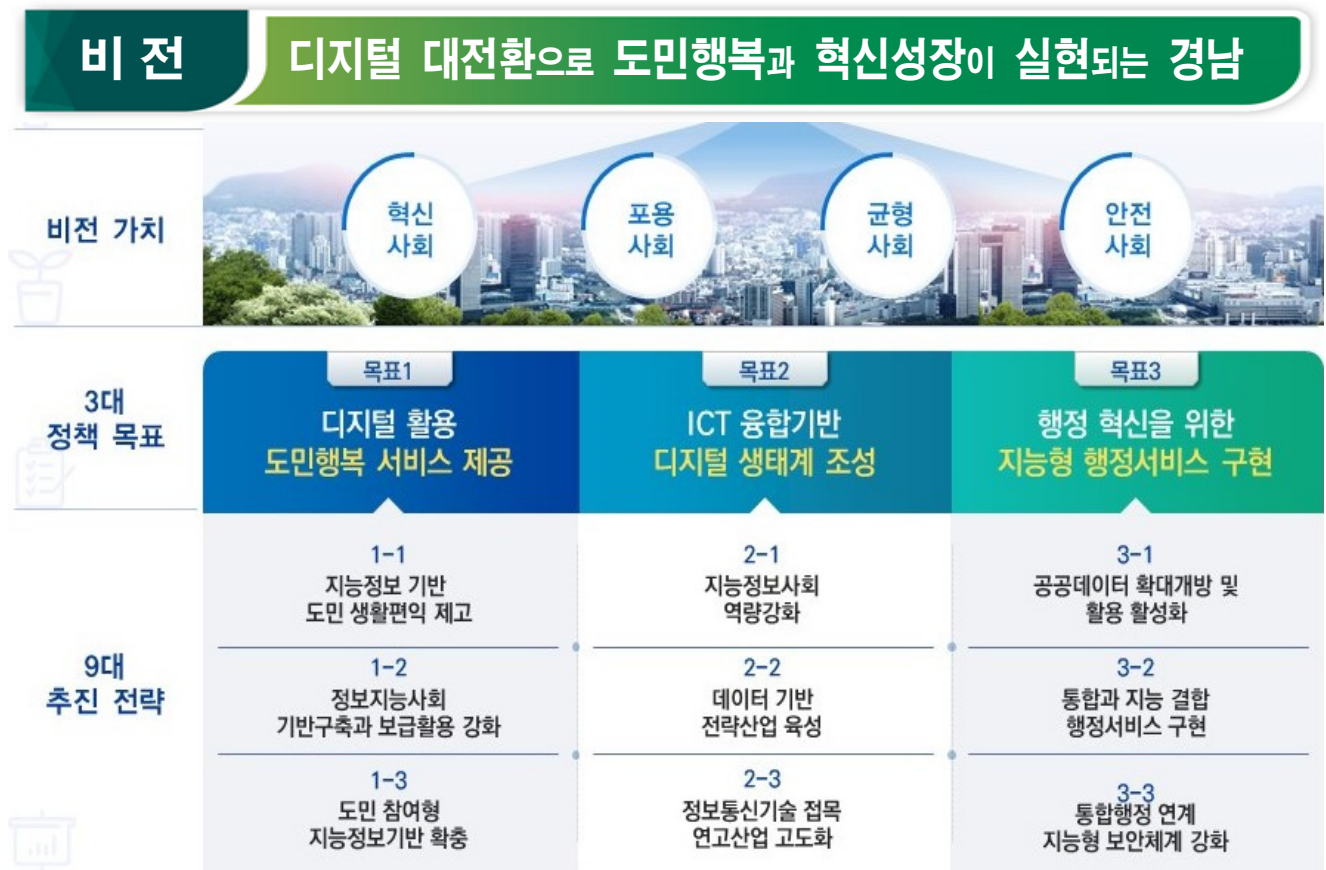 비 전
디지털 대전환으로 도민행복과 혁신성장이 실현되는 경남
비전 가치
혁신
사회
포용
사회
균형
사회
안전
사회
3대
정책 목표
목표1
디지털 활용
도민행복 서비스 제공
목표2
ICT 융합기반
디지털 생태계 조성
목표3
행정 혁신을 위한
지능형 행정서비스 구현
9대
추진 전략
1-1
지능정보 기반
도민 생활편익 제고
2-1
지능정보사회
역량강화
3-1
공공데이터 확대개방 및
활용 활성화
1-2
정보지능사회
기반구축과 보급활용 강화
2-2
데이터 기반
전략산업 육성
3-2
통합과 지능 결합
행정서비스 구현
1-3
도민 참여형
지능정보기반 확충
2-3
정보통신기술 접목
연고산업 고도화
3-3
통합행정 연계
지능형 보안체계 강화